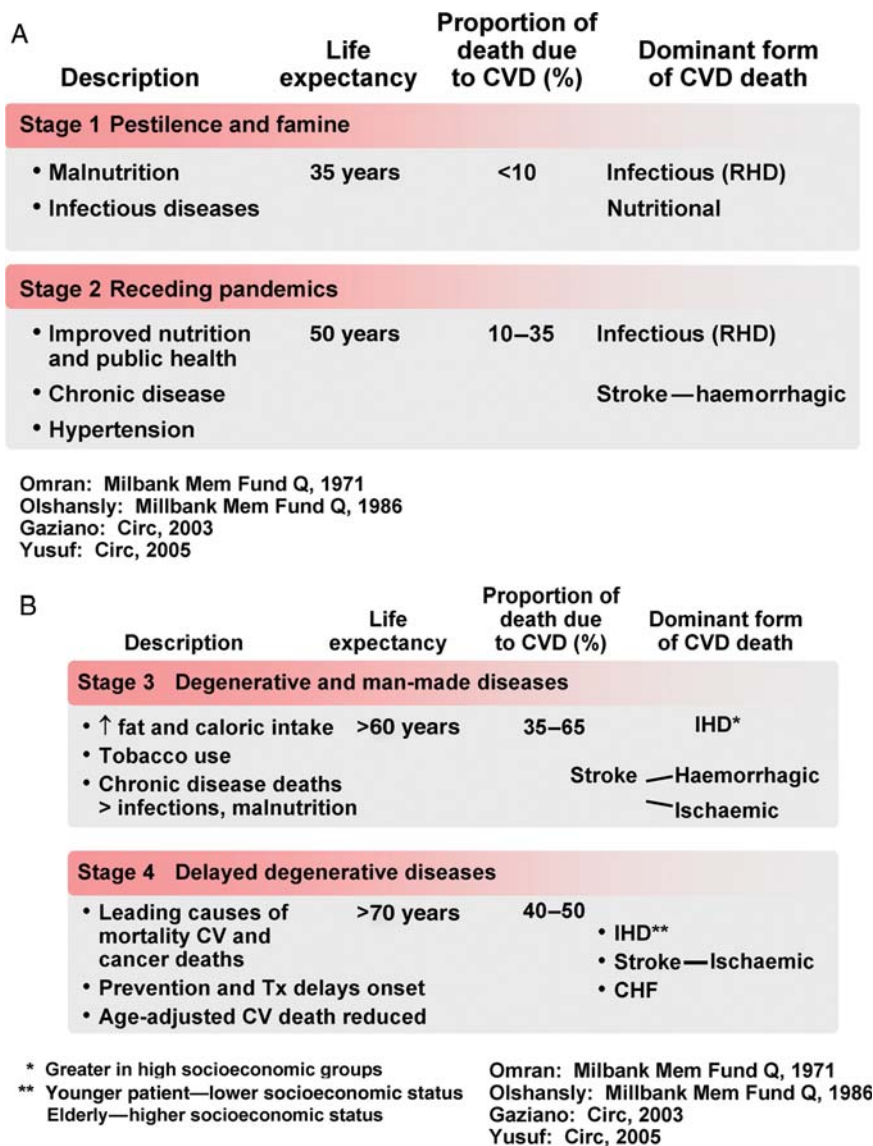 A
Description
Life
expectancy
Proportion of
death due
to CVD (%)
Dominant form
of CVD death
Stage 1 Pestilence and famine
• Malnutrition 35 years <10 Infectious (RHD)
• Infectious diseases Nutritional
Stage 2 Receding pandemics
• Improved nutrition 50 years 10–35 Infectious (RHD)
and public health
• Chronic disease Stroke — haemorrhagic
• Hypertension
Omran: Milbank Mem Fund Q, 1971
Olshansly: Millbank Mem Fund Q, 1986
Gaziano: Circ, 2003
Yusuf: Circ, 2005
B
Description
Life
expectancy
Proportion of
death due
to CVD (%)
Dominant form
of CVD death
Stage 3 Degenerative and man-made diseases
• ↑ fat and caloric intake >60 years 35–65 IHD*
• Tobacco use
• Chronic disease deaths Stroke Haemorrhagic
> infections, malnutrition Ischaemic
Stage 4 Delayed degenerative diseases
• Leading causes of >70 years 40–50
mortality CV and • IHD**
cancer deaths • Stroke — Ischaemic
• Prevention and Tx delays onset • CHF
• Age-adjusted CV death reduced
* Greater in high socioeconomic groups
** Younger patient—lower socioeconomic status
Elderly—higher socioeconomic status
Omran: Milbank Mem Fund Q, 1971
Olshansly: Millbank Mem Fund Q, 1986
Gaziano: Circ, 2003
Yusuf: Circ, 2005